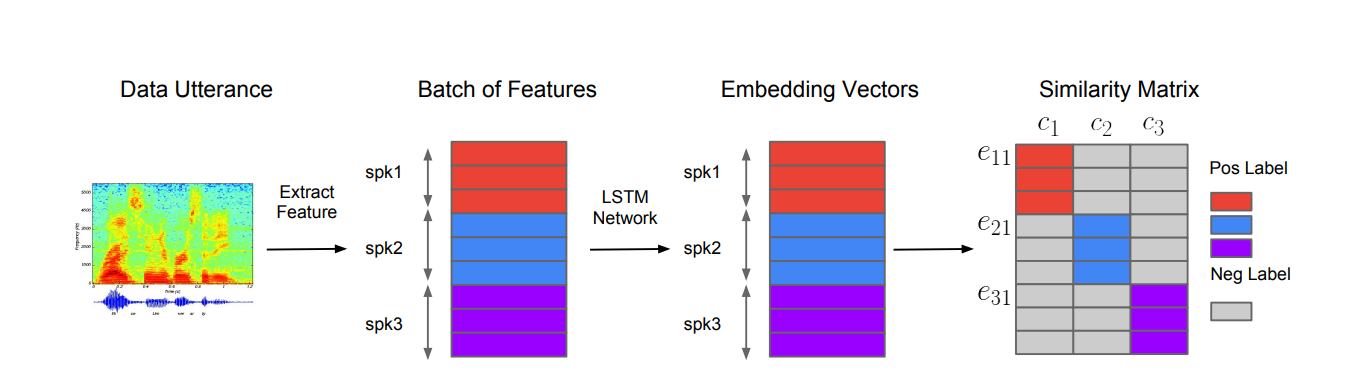 Data Utterance
Batch of Features
Embedding Vectors
Similarity Matrix
c1 c2 c3
e11
e21
e31
Extract
Feature
spk1
spk2
spk3
LSTM
Network
spk1
spk2
spk3
Pos Label
Neg Label
Time (s)